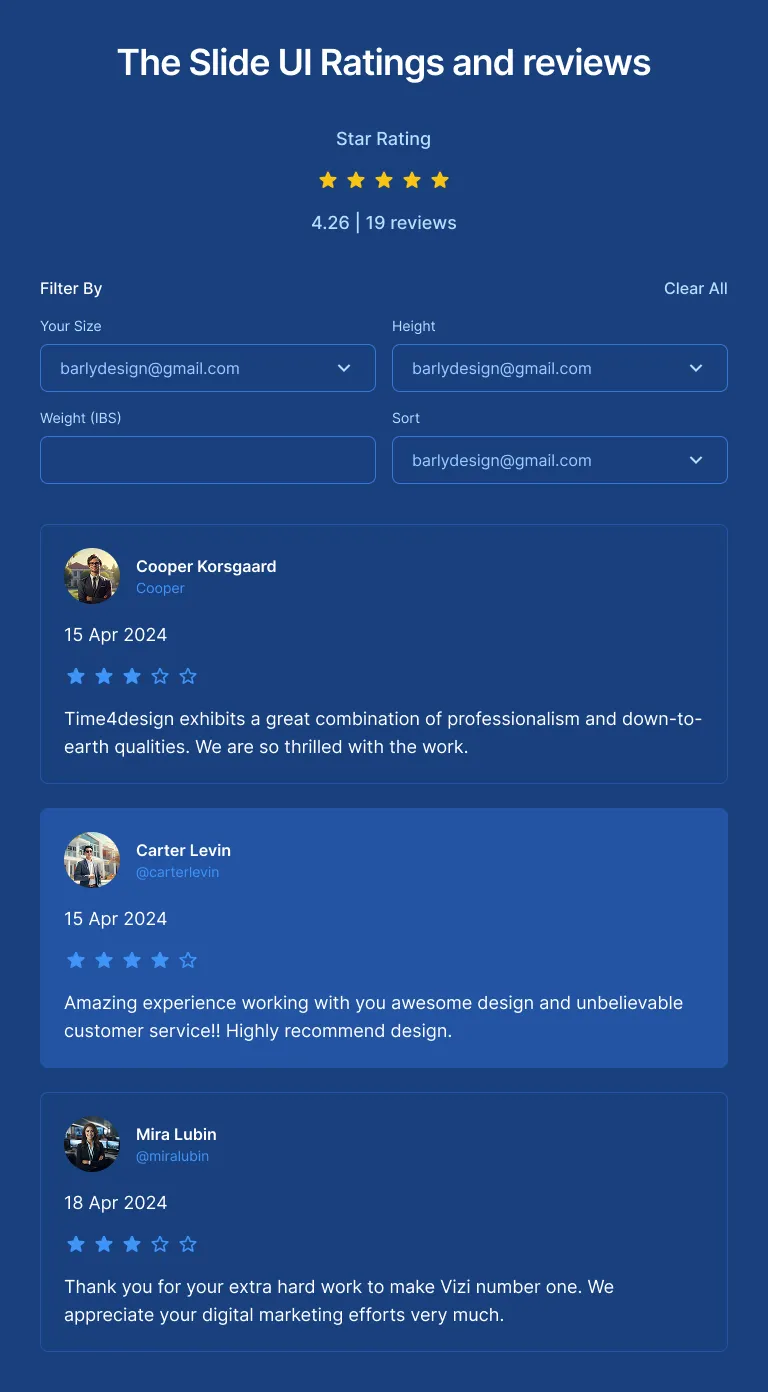 The Slide UI Ratings and reviews
Star Rating
4.26 | 19 reviews
Filter By
Clear All
Your Size
Height
barlydesign@gmail.com
barlydesign@gmail.com
Weight (IBS)
Sort
barlydesign@gmail.com
Cooper Korsgaard
Cooper
15 Apr 2024
Time4design exhibits a great combination of professionalism and down-to-
earth qualities. We are so thrilled with the work.
Carter Levin
@carterlevin
15 Apr 2024
Amazing experience working with you awesome design and unbelievable
customer service!! Highly recommend design.
Mira Lubin
@miralubin
18 Apr 2024
Thank you for your extra hard work to make Vizi number one. We
appreciate your digital marketing efforts very much.